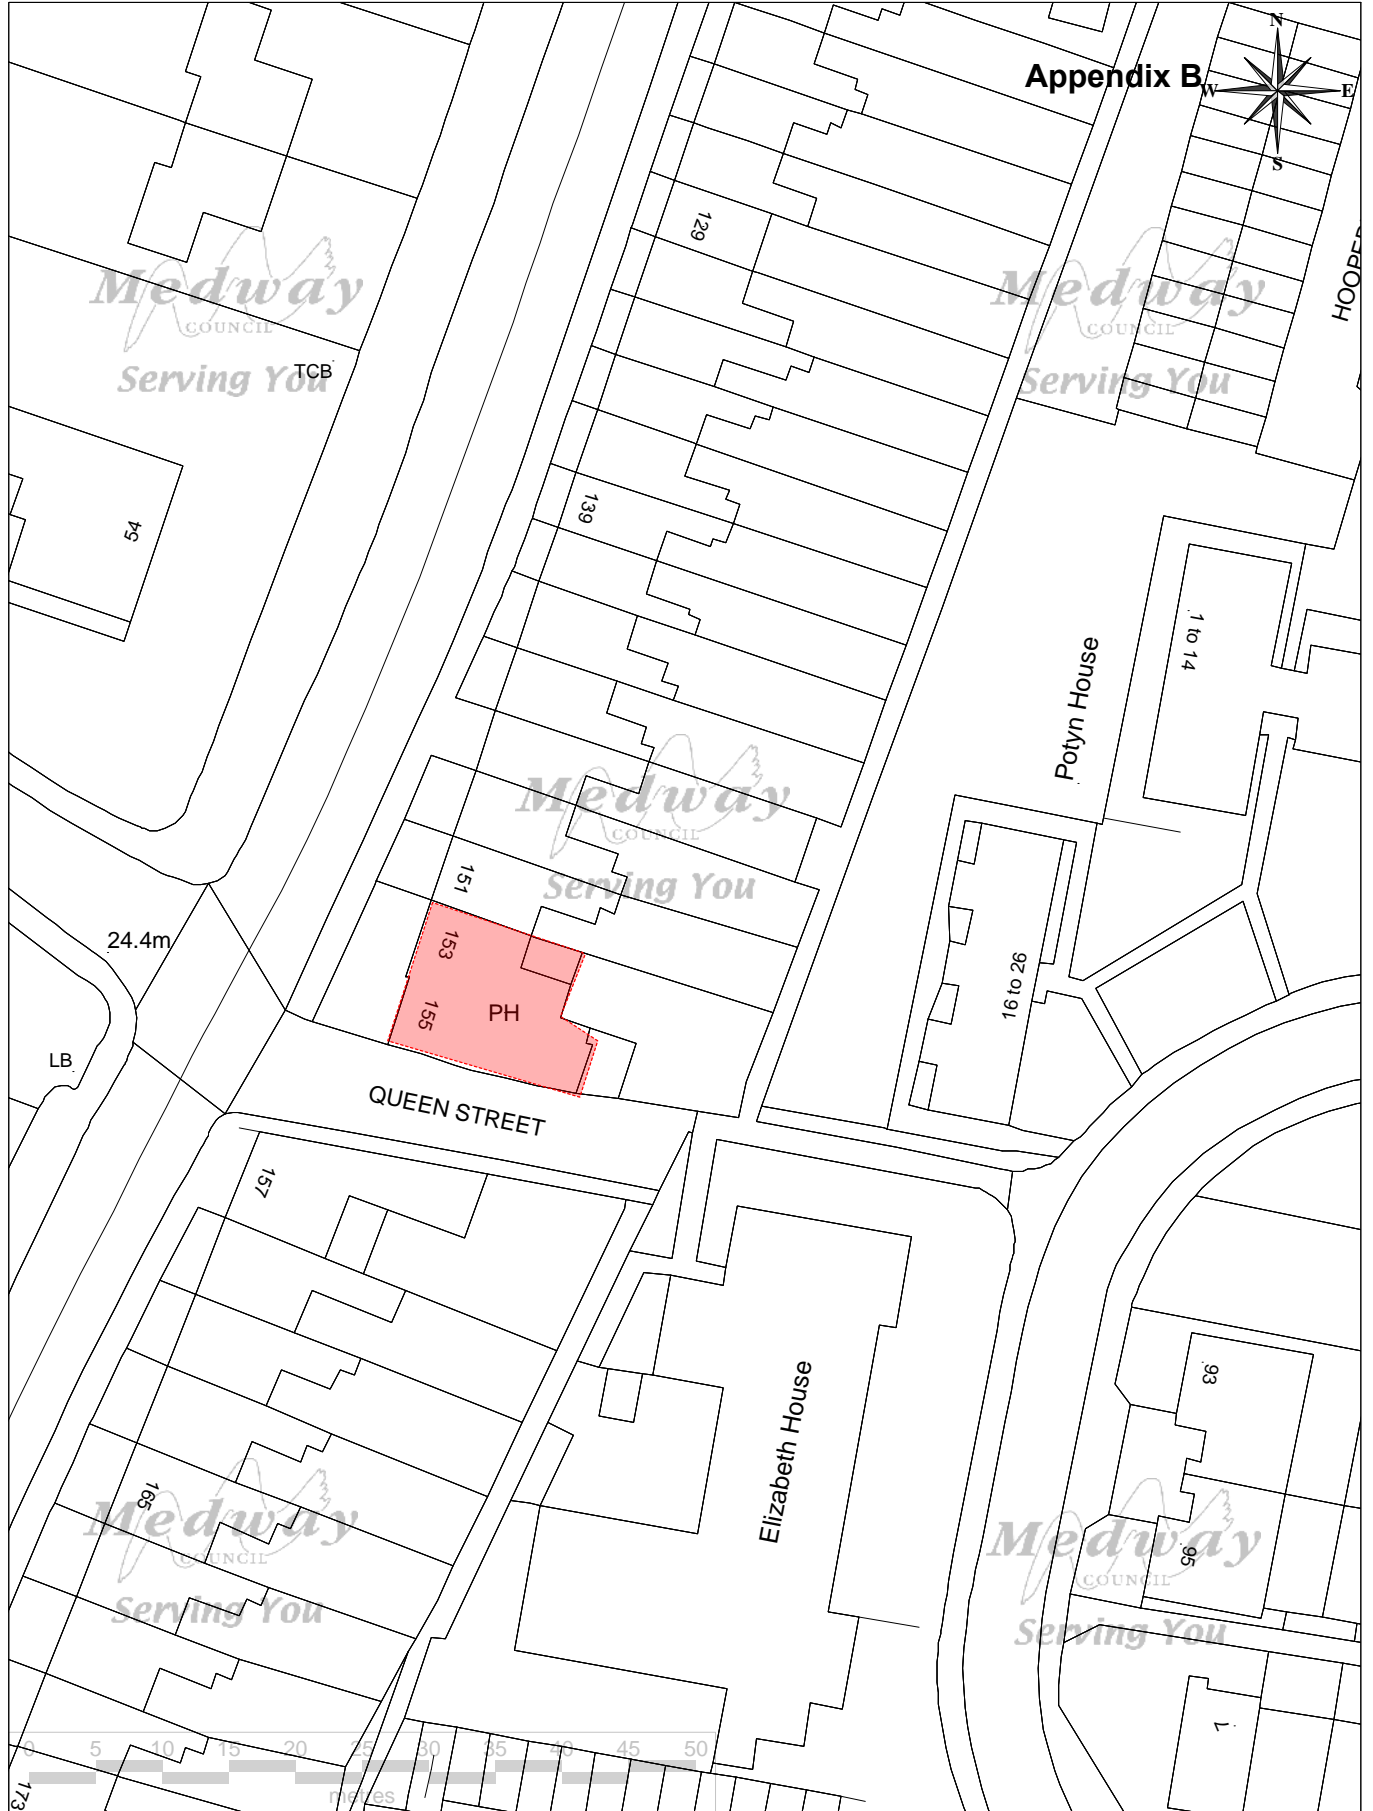 Appendix B
N
W
E
S
129
Medway
COUNCIL
Serving You
Medway
COUNCIL
Serving You
TCB
139
54
1 to 14
Potyn House
Medway
COUNCIL
Serving You
151
153
24.4m
155
PH
16 to 26
LB
QUEEN STREET
157
Elizabeth House
93
165
Medway
COUNCIL
Serving You
Medway
COUNCIL
Serving You
95
0 5 10 15 20 25 30 35 40 45 50
metres
173